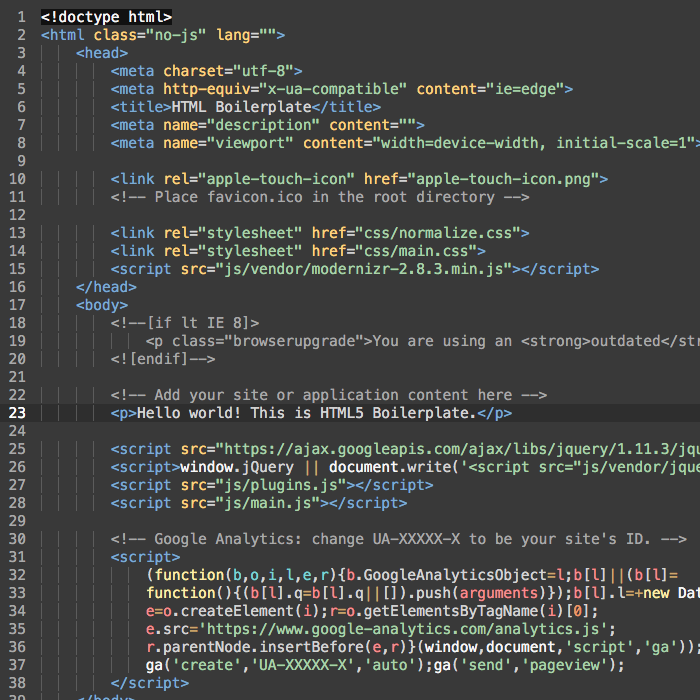 1 <!doctype html>
2 <html class="no-js" lang="">
3 <head>
4 <meta charset="utf-8">
5 <meta http-equiv="x-ua-compatible" content="ie=edge">
6 <title>HTML Boilerplate</title>
7 <meta name="description" content="">
8 <meta name="viewport" content="width=device-width, initial-scale=1">
9
10 <link rel="apple-touch-icon" href="apple-touch-icon.png">
11 <!-- Place favicon.ico in the root directory -->
12
13 <link rel="stylesheet" href="css/normalize.css">
14 <link rel="stylesheet" href="css/main.css">
15 <script src="js/vendor/modernizr-2.8.3.min.js"></script>
16 </head>
17 <body>
18 <!--[if lt IE 8]>
19 <p class="browserupgrade">You are using an <strong>outdated</str
20 <![endif]-->
21
22 <!-- Add your site or application content here -->
23 <p>Hello world! This is HTML5 Boilerplate.</p>
24
25 <script src="https://ajax.googleapis.com/ajax/libs/jquery/1.11.3/jqu
26 <script>window.jQuery || document.write('<script src="js/vendor/jque
27 <script src="js/plugins.js"></script>
28 <script src="js/main.js"></script>
29
30 <!-- Google Analytics: change UA-XXXXX-X to be your site's ID. -->
31 <script>
32 (function(b,o,i,l,e,r){b.GoogleAnalyticsObject=l;b[l]||(b[l]=
33 function(){(b[l].q=b[l].q||[]).push(arguments)});b[l].l=+new Dat
34 e=o.createElement(i);r=o.getElementsByTagName(i)[0];
35 e.src='https://www.google-analytics.com/analytics.js';
36 r.parentNode.insertBefore(e,r)}(window,document,'script','ga'));
37 ga('create','UA-XXXXX-X','auto');ga('send','pageview');
38 </script>
39 </body>